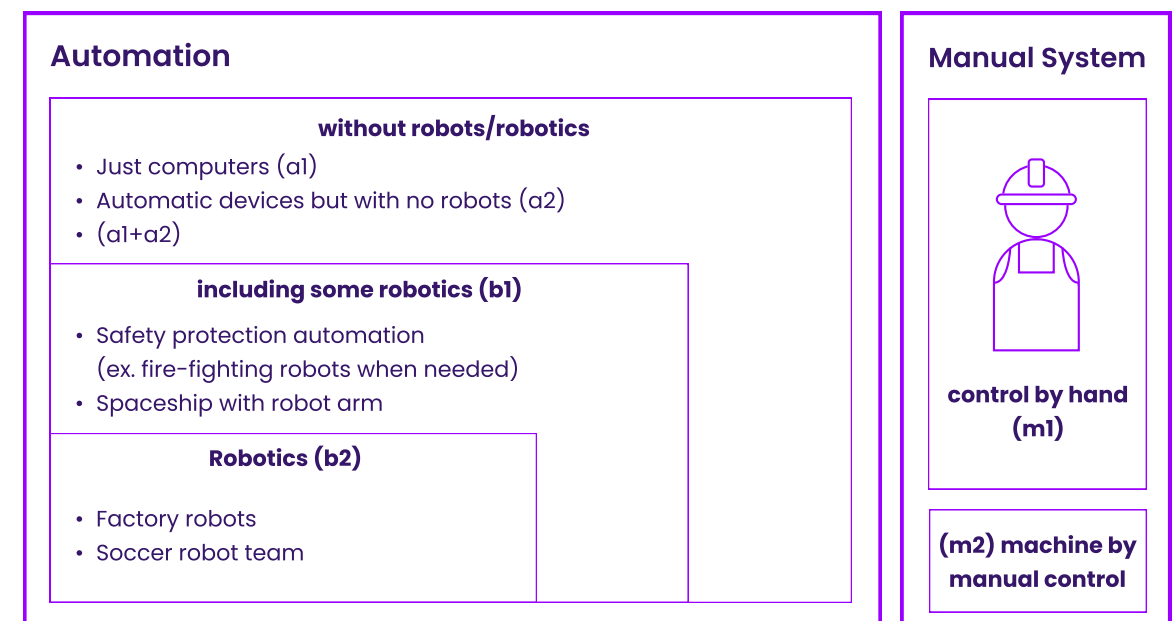 Automation
without robots/robotics
• Just computers (a1)
• Automatic devices but with no robots (a2)
• (a1+a2)
including some robotics (b1)
• Safety protection automation
(ex. fire-fighting robots when needed)
• Spaceship with robot arm
Robotics (b2)
• Factory robots
• Soccer robot team
Manual System
control by hand
(m1)
(m2) machine by
manual control